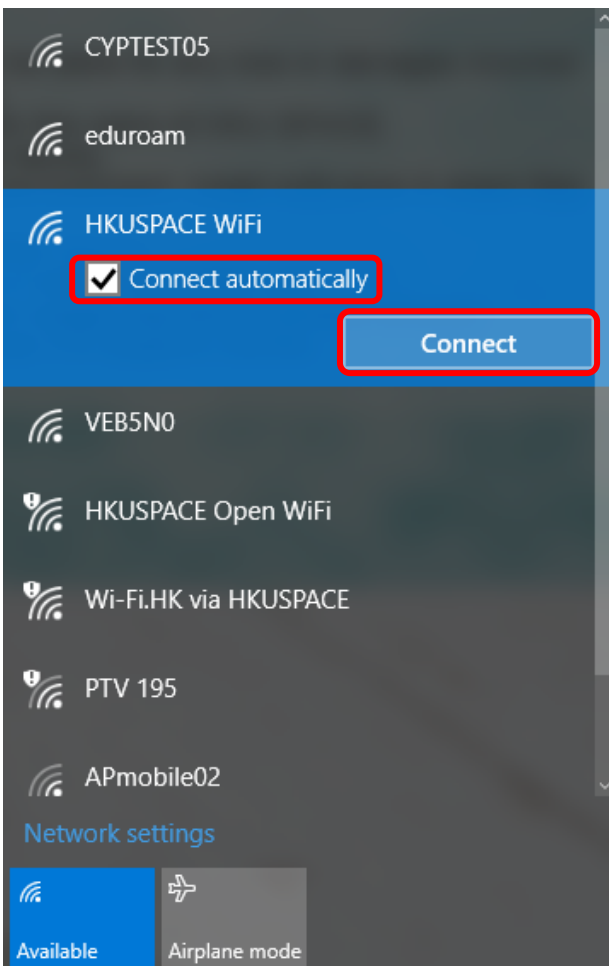 CYPTEST05
eduroam
HKUSPACE WiFi
Connect automatically
Connect
VEB5N0
HKUSPACE Open WiFi
Wi-Fi.HK via HKUSPACE
PTV 195
APmobile02
Network settings
Available
Airplane mode